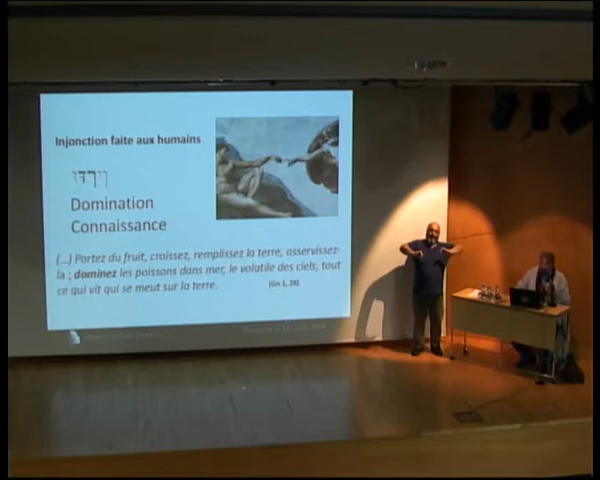 Injonction faite aux humains
וְיִרְדּוּ
Domination
Connaissance
(...) Portez du fruit, croissez, remplissez la terre, asservissez-
la ; dominez les poissons dans mer, le volatile des ciels, tout
ce qui vit qui se meut sur la terre.
(Gn 1, 28)